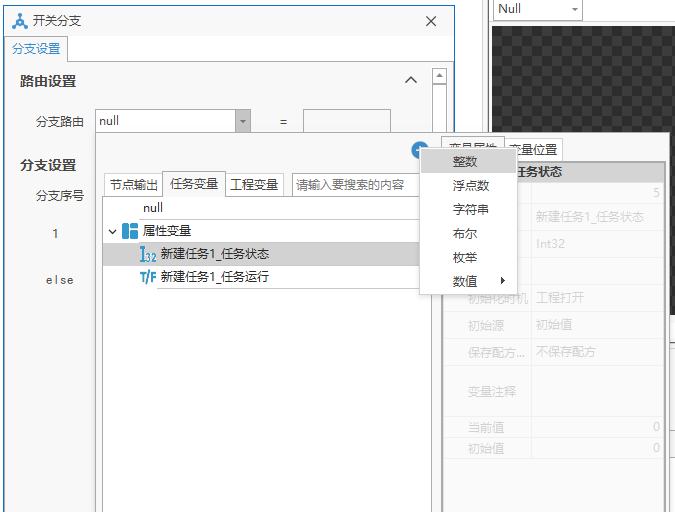 开关分支
Null
分支设置
路由设置
分支路由
null
=
变量位置
分支设置
整数
任务状态
节点输出
任务变量
工程变量
请输入要搜索的内容
浮点数
5
分支序号
null
字符串
新建任务1_任务状态
1
属性变量
布尔
Int32
新建任务1_任务状态
枚举
else
新建任务1_任务运行
数值
初始化时机
工程打开
初始源
初始值
保存配方...
不保存配方
变量注释
当前值
0
初始值
0